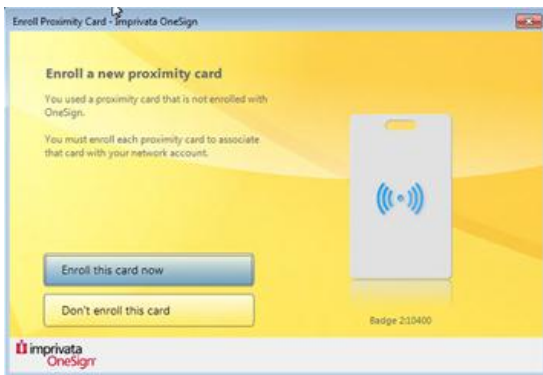 Enroll Proximity Card - Imprivata OneSign
Enroll a new proximity card
You used a proximity card that is not enrolled with
OneSign.
You must enroll each proximity card to associate
that card with your network account.
Enroll this card now
Don't enroll this card
Badge 2:10400
imprivata
OneSign